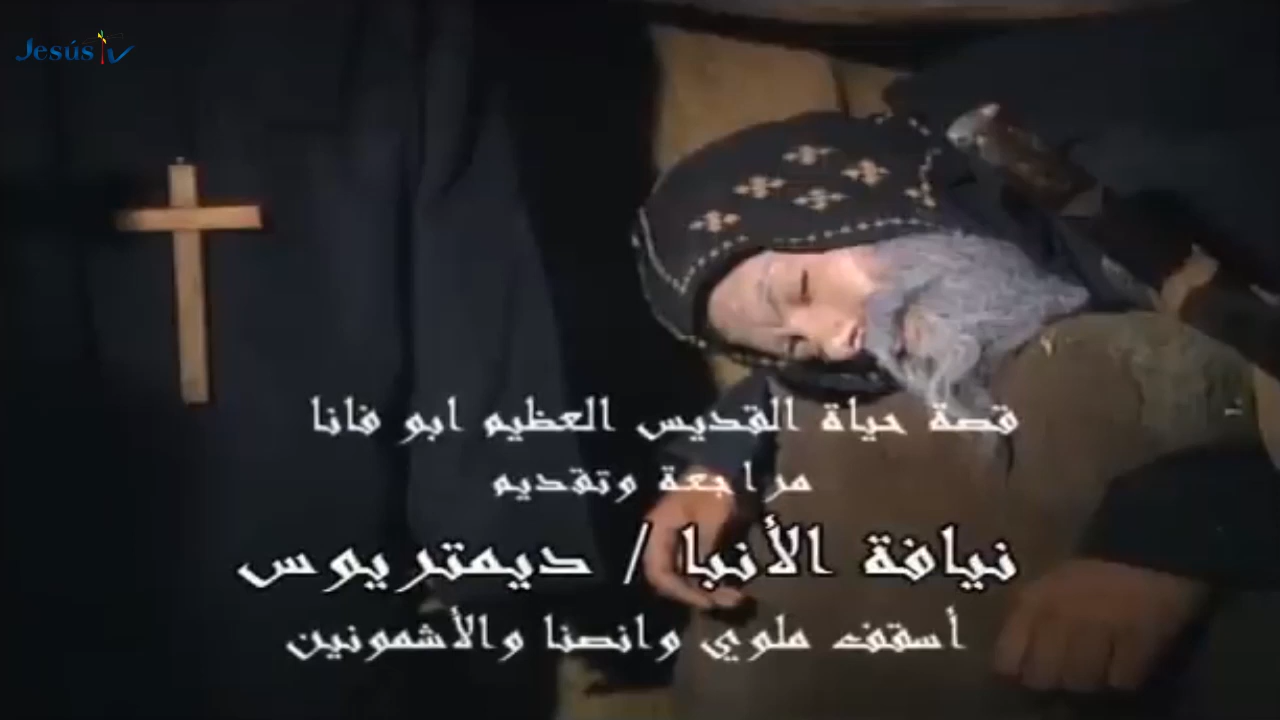 Jesús tv
قصة حياة القديس العظيم ابو فانا
مراجعة وتقديم
نيافة الأنبا / ديمتريوس
أسقف ملوي وانصنا والأشمونين